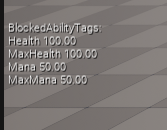 BlockedAbilityTags:
Health 100.00
MaxHealth 100.00
Mana 50.00
MaxMana 50.00